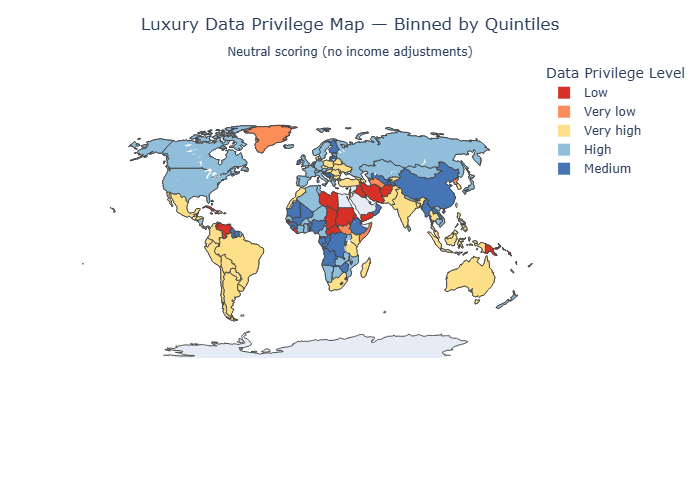 Luxury Data Privilege Map — Binned by Quintiles
Neutral scoring (no income adjustments)
Data Privilege Level
Low
Very low
Very high
High
Medium